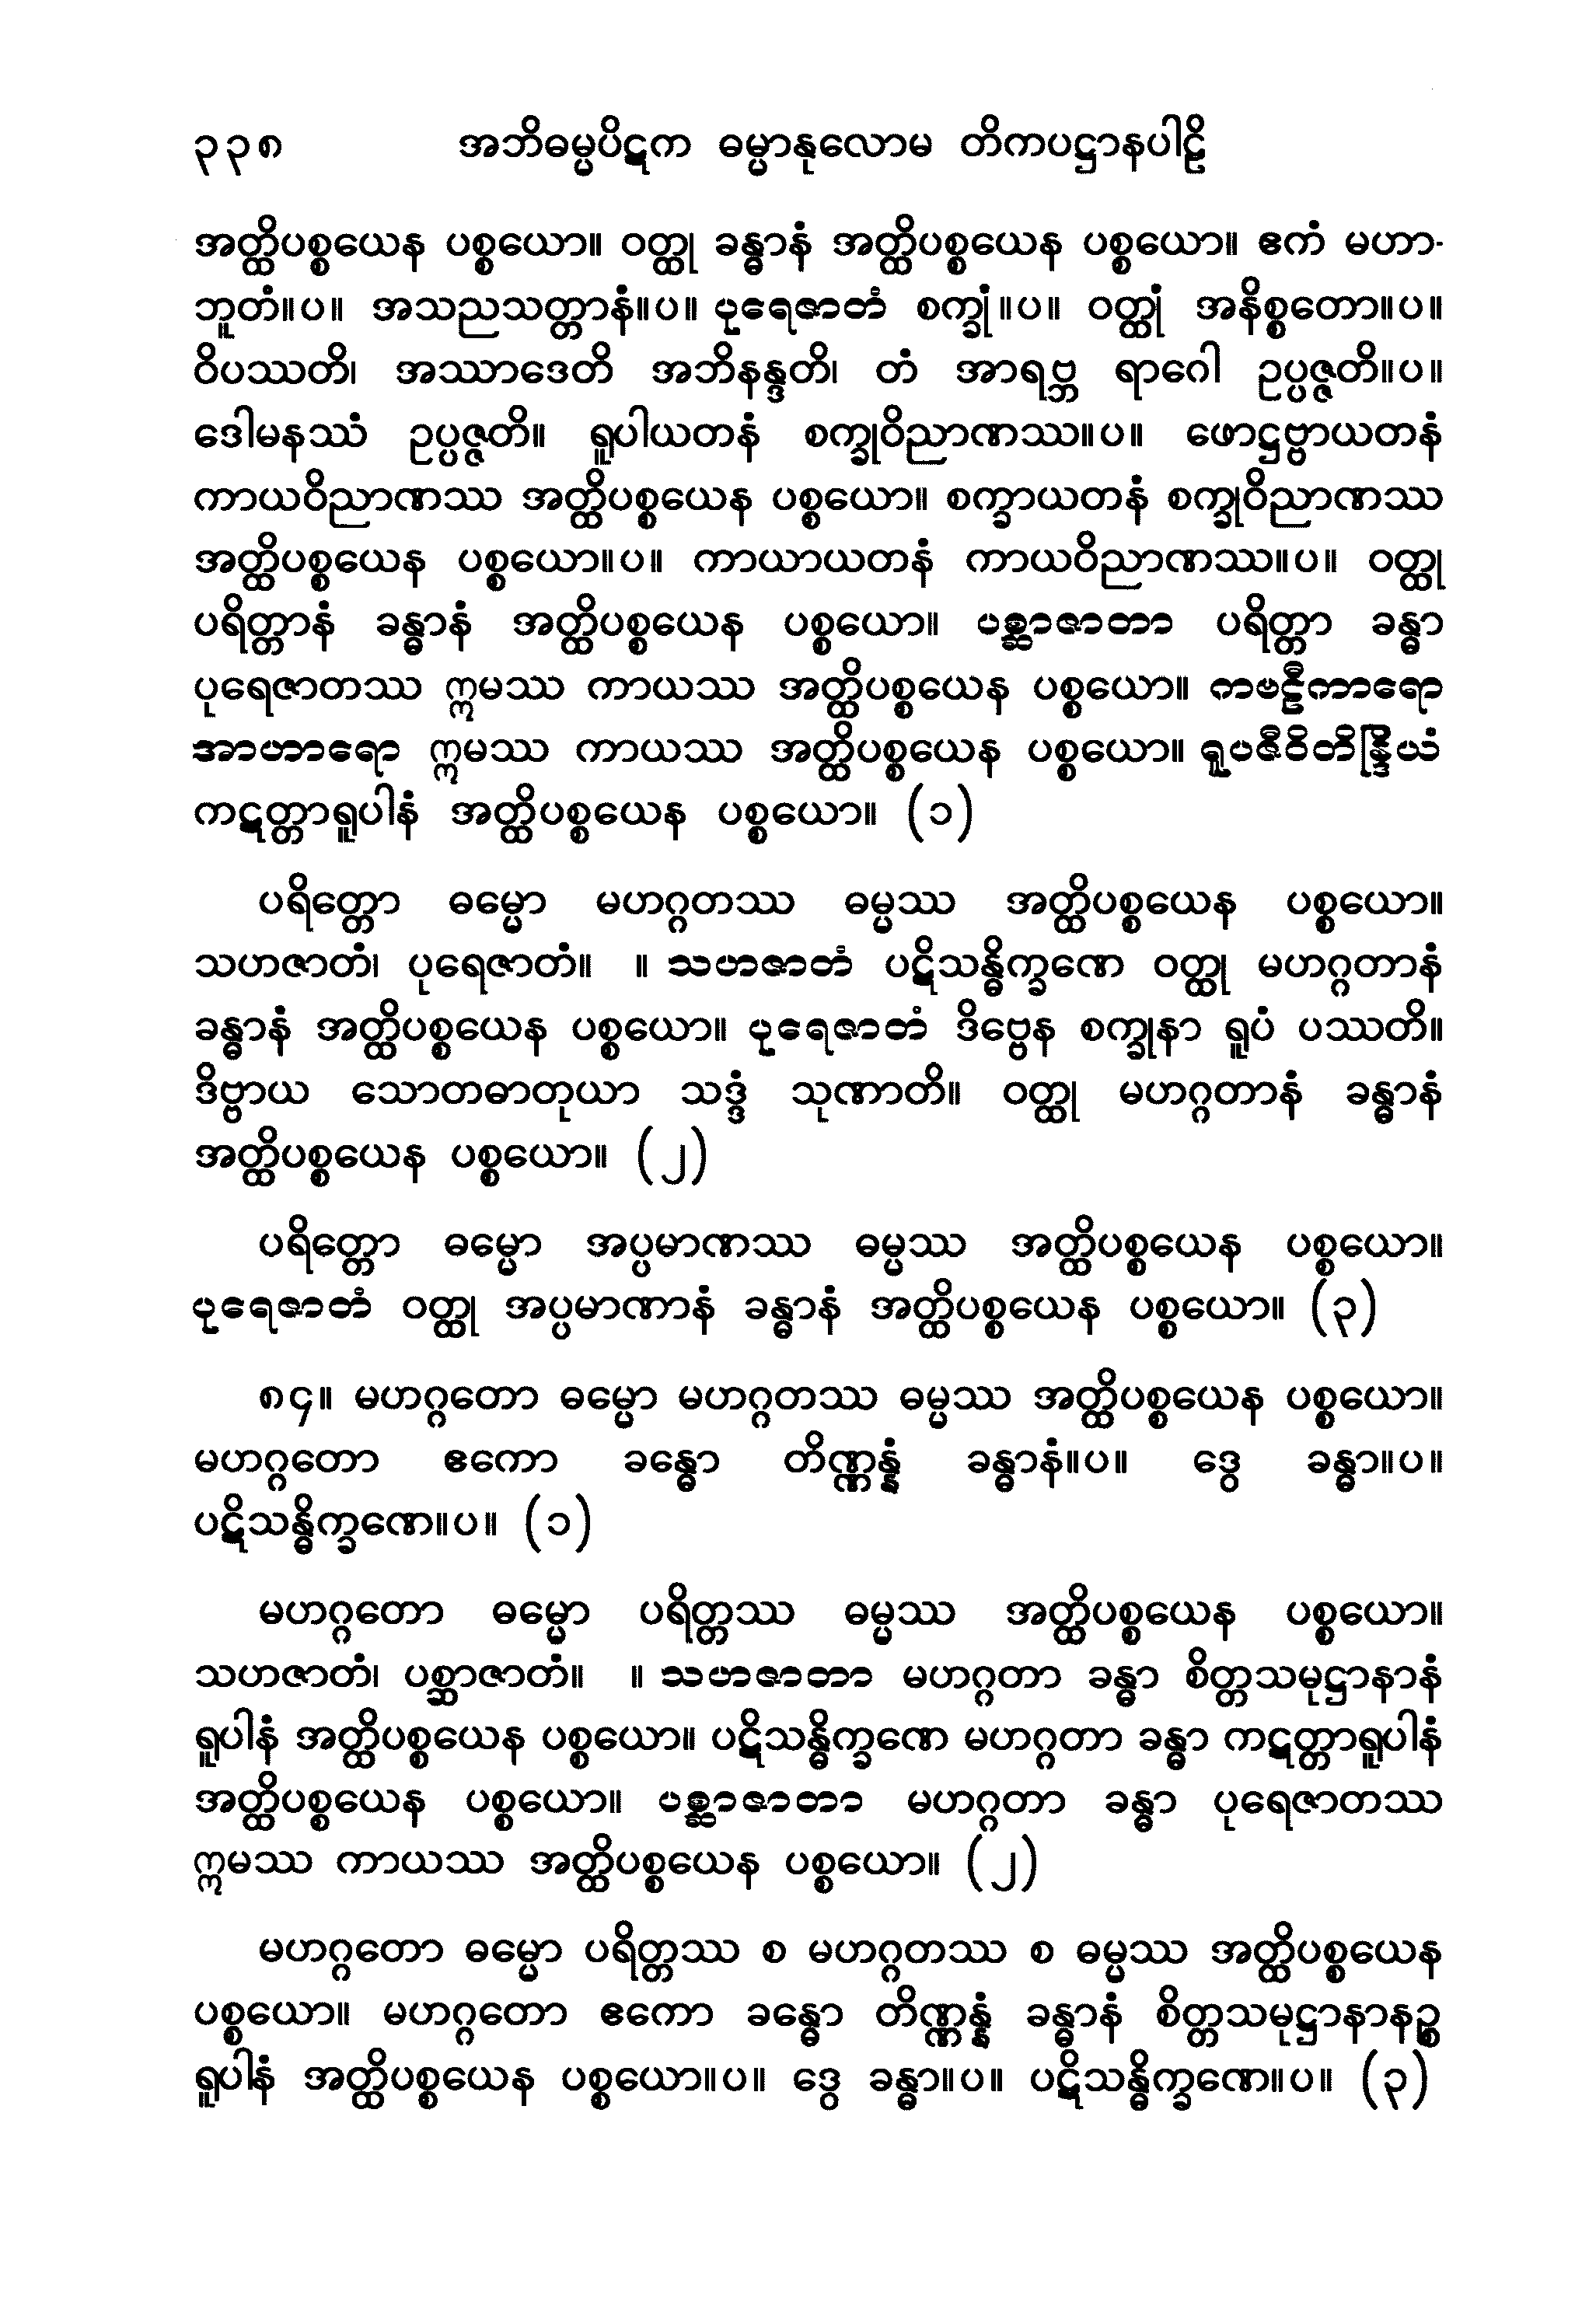 ၃၃၈ အဘိဓမ္မပိဋက ဓမ္မာနုလောမ တိကပဋ္ဌာနပါဠိ
အတ္ထိပစ္စယေန ပစ္စယော။ ဝတ္ထု ခန္ဓာနံ အတ္ထိပစ္စယေန ပစ္စယော။ ဧကံ မဟာ-
ဘူတံ။ပ။ အသညသတ္တာနံ။ပ။ ပုရေဇာတံ စက္ခုံ။ပ။ ဝတ္ထုံ အနိစ္စတော။ပ။
ဝိပဿတိ၊ အဿာဒေတိ အဘိနန္ဒတိ၊ တံ အာရဗ္ဘ ရာဂေါ ဥပ္ပဇ္ဇတိ။ပ။
ဒေါမနဿံ ဥပ္ပဇ္ဇတိ။ ရူပါယတနံ စက္ခုဝိညာဏဿ။ပ။ ဖောဋ္ဌဗ္ဗာယတနံ
ကာယဝိညာဏဿ အတ္ထိပစ္စယေန ပစ္စယော။ စက္ခာယတနံ စက္ခုဝိညာဏဿ
အတ္ထိပစ္စယေန ပစ္စယော။ပ။ ကာယာယတနံ ကာယဝိညာဏဿ။ပ။ ဝတ္ထု
ပရိတ္တာနံ ခန္ဓာနံ အတ္ထိပစ္စယေန ပစ္စယော။ ပစ္ဆာဇာတာ ပရိတ္တာ ခန္ဓာ
ပုရေဇာတဿ ဣမဿ ကာယဿ အတ္ထိပစ္စယေန ပစ္စယော။ ကဗဠီကာရော
အာဟာရော ဣမဿ ကာယဿ အတ္ထိပစ္စယေန ပစ္စယော။ ရူပဇီဝိတိန္ဒြိယံ
ကဋတ္တာရူပါနံ အတ္ထိပစ္စယေန ပစ္စယော။ (၁)
ပရိတ္တော ဓမ္မော မဟဂ္ဂတဿ ဓမ္မဿ အတ္ထိပစ္စယေန ပစ္စယော။
သဟဇာတံ၊ ပုရေဇာတံ။ ။ သဟဇာတံ ပဋိသန္ဓိက္ခဏေ ဝတ္ထု မဟဂ္ဂတာနံ
ခန္ဓာနံ အတ္ထိပစ္စယေန ပစ္စယော။ ပုရေဇာတံ ဒိဗ္ဗေန စက္ခုနာ ရူပံ ပဿတိ။
ဒိဗ္ဗာယ သောတဓာတုယာ သဒ္ဒံ သုဏာတိ။ ဝတ္ထု မဟဂ္ဂတာနံ ခန္ဓာနံ
အတ္ထိပစ္စယေန ပစ္စယော။ (၂)
ပရိတ္တော ဓမ္မော အပ္ပမာဏဿ ဓမ္မဿ အတ္ထိပစ္စယေန ပစ္စယော။
ပုရေဇာတံ ဝတ္ထု အပ္ပမာဏာနံ ခန္ဓာနံ အတ္ထိပစ္စယေန ပစ္စယော။ (၃)
၈၄။ မဟဂ္ဂတော ဓမ္မော မဟဂ္ဂတဿ ဓမ္မဿ အတ္ထိပစ္စယေန ပစ္စယော။
မဟဂ္ဂတော ဧကော ခန္ဓော တိဏ္ဏန္နံ ခန္ဓာနံ။ပ။ ဒွေ ခန္ဓာ။ပ။
ပဋိသန္ဓိက္ခဏေ။ပ။ (၁)
မဟဂ္ဂတော ဓမ္မော ပရိတ္တဿ ဓမ္မဿ အတ္ထိပစ္စယေန ပစ္စယော။
သဟဇာတံ၊ ပစ္ဆာဇာတံ။ ။ သဟဇာတာ မဟဂ္ဂတာ ခန္ဓာ စိတ္တသမုဋ္ဌာနာနံ
ရူပါနံ အတ္ထိပစ္စယေန ပစ္စယော။ ပဋိသန္ဓိက္ခဏေ မဟဂ္ဂတာ ခန္ဓာ ကဋတ္တာရူပါနံ
အတ္ထိပစ္စယေန ပစ္စယော။ ပစ္ဆာဇာတာ မဟဂ္ဂတာ ခန္ဓာ ပုရေဇာတဿ
ဣမဿ ကာယဿ အတ္ထိပစ္စယေန ပစ္စယော။ (၂)
မဟဂ္ဂတော ဓမ္မော ပရိတ္တဿ စ မဟဂ္ဂတဿ စ ဓမ္မဿ အတ္ထိပစ္စယေန
ပစ္စယော။ မဟဂ္ဂတော ဧကော ခန္ဓော တိဏ္ဏန္နံ ခန္ဓာနံ စိတ္တသမုဋ္ဌာနာနဉ္စ
ရူပါနံ အတ္ထိပစ္စယေန ပစ္စယော။ပ။ ဒွေ ခန္ဓာ။ပ။ ပဋိသန္ဓိက္ခဏေ။ပ။ (၃)